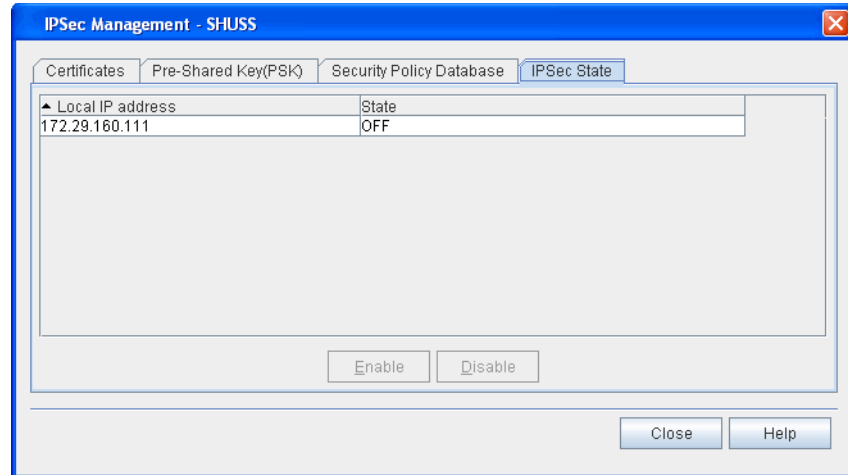 IPSec Management - SHUSS
Certificates Pre-Shared Key(PSK) Security Policy Database IPSec State
Local IP address State
172.29.160.111 OFF
Enable Disable
Close Help